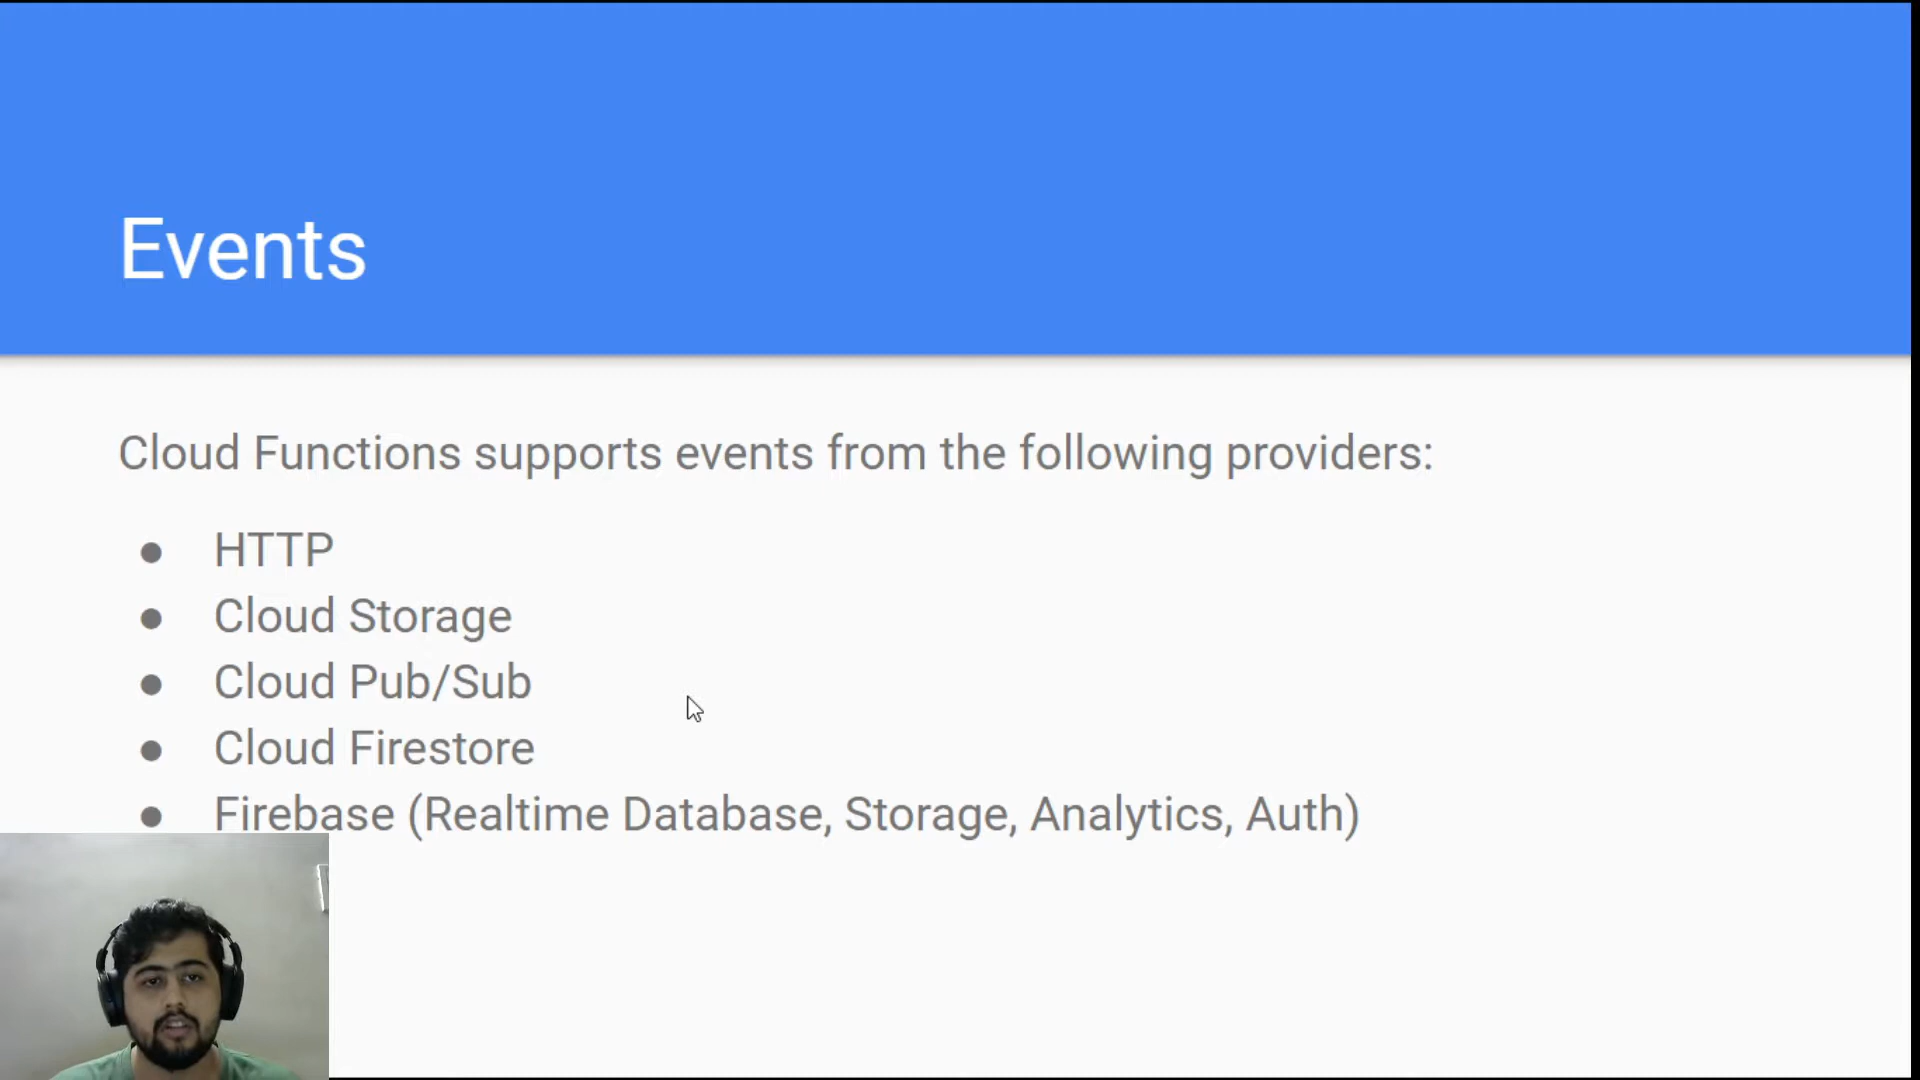 Events
Cloud Functions supports events from the following providers:
● HTTP
● Cloud Storage
● Cloud Pub/Sub
● Cloud Firestore
● Firebase (Realtime Database, Storage, Analytics, Auth)